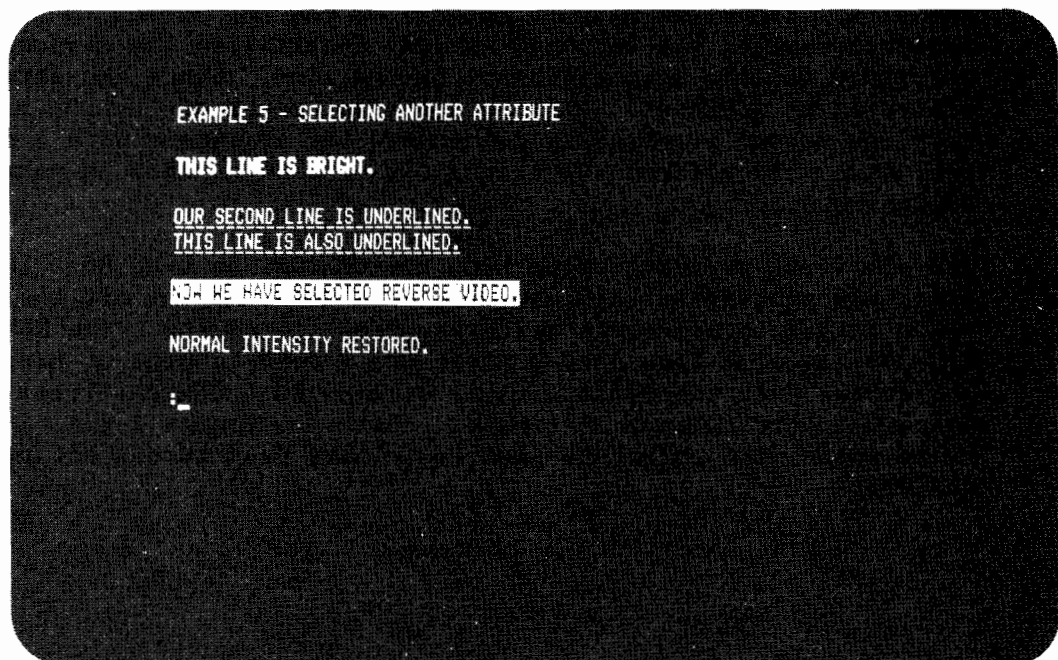 EXAMPLE 5 - SELECTING ANOTHER ATTRIBUTE
THIS LINE IS BRIGHT.
OUR SECOND LINE IS UNDERLINED.
THIS LINE IS ALSO UNDERLINED.
NOW WE HAVE SELECTED REVERSE VIDEO.
NORMAL INTENSITY RESTORED.
:_